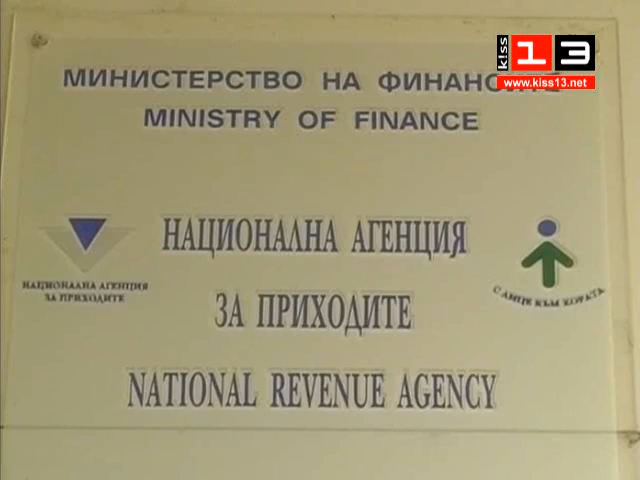 kiss 13
www.kiss13.net
МИНИСТЕРСТВО НА ФИНАНСИТЕ
MINISTRY OF FINANCE
НАЦИОНАЛНА АГЕНЦИЯ
ЗА ПРИХОДИТЕ
NATIONAL REVENUE AGENCY
НАЦИОНАЛНА АГЕНЦИЯ
ЗА ПРИХОДИТЕ
С ЛИЦЕ КЪМ ХОРАТА